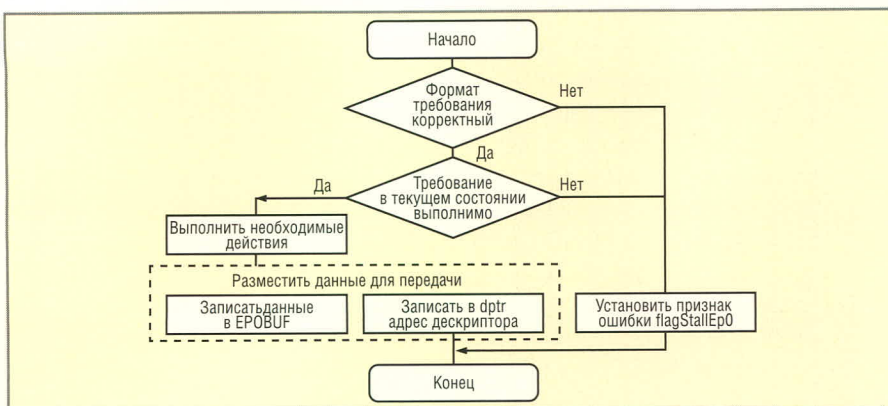 Начало
Формат
требования
корректный
Нет
Да
Требование
в текущем состоянии
выполнимо
Да
Нет
Выполнить необходимые
действия
Разместить данные для передачи
Записатьданные
в EPOBUF
Записать в dptr
адрес дескриптора
Установить признак
ошибки flagStallEp0
Конец